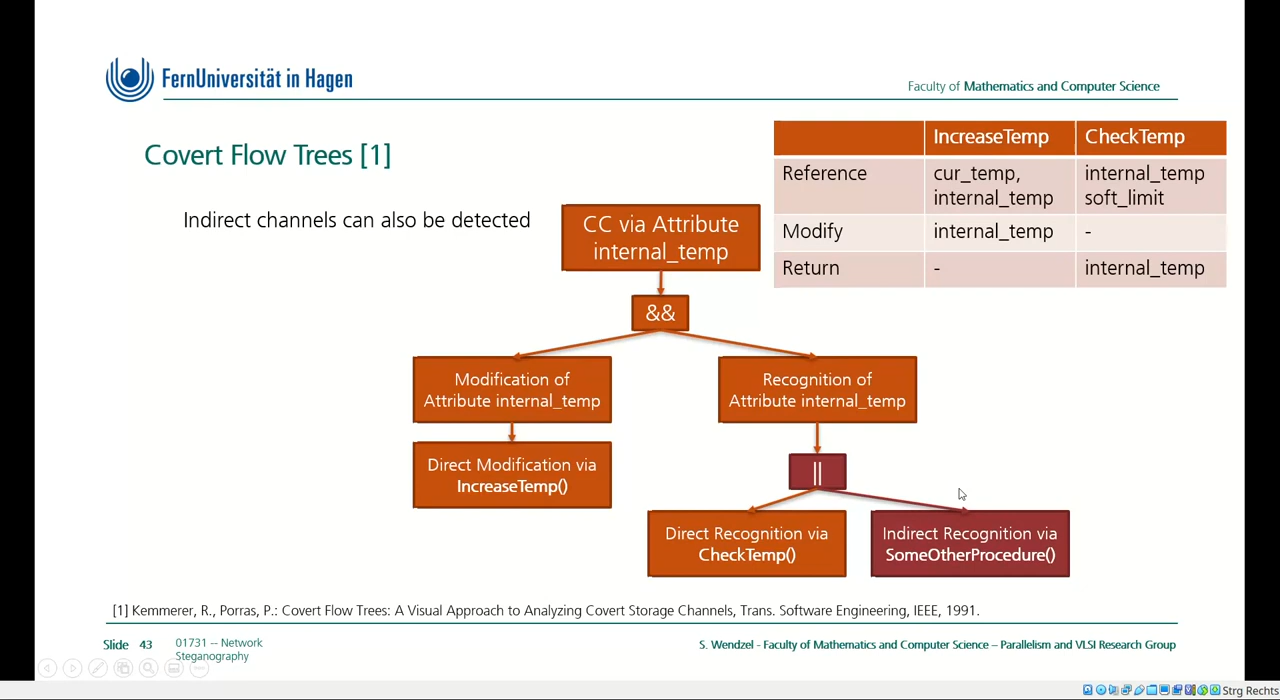 FernUniversität in Hagen
Faculty of Mathematics and Computer Science
Covert Flow Trees [1]
Indirect channels can also be detected
IncreaseTemp CheckTemp
Reference cur_temp, internal_temp internal_temp soft_limit
Modify internal_temp -
Return - internal_temp
CC via Attribute
internal_temp
&&
Modification of
Attribute internal_temp
Recognition of
Attribute internal_temp
Direct Modification via
IncreaseTemp()
||
Direct Recognition via
CheckTemp()
Indirect Recognition via
SomeOtherProcedure()
[1] Kemmerer, R., Porras, P.: Covert Flow Trees: A Visual Approach to Analyzing Covert Storage Channels, Trans. Software Engineering, IEEE, 1991.
Slide 43
01731 -- Network
Steganography
S. Wendzel - Faculty of Mathematics and Computer Science – Parallelism and VLSI Research Group
Strg Rechts